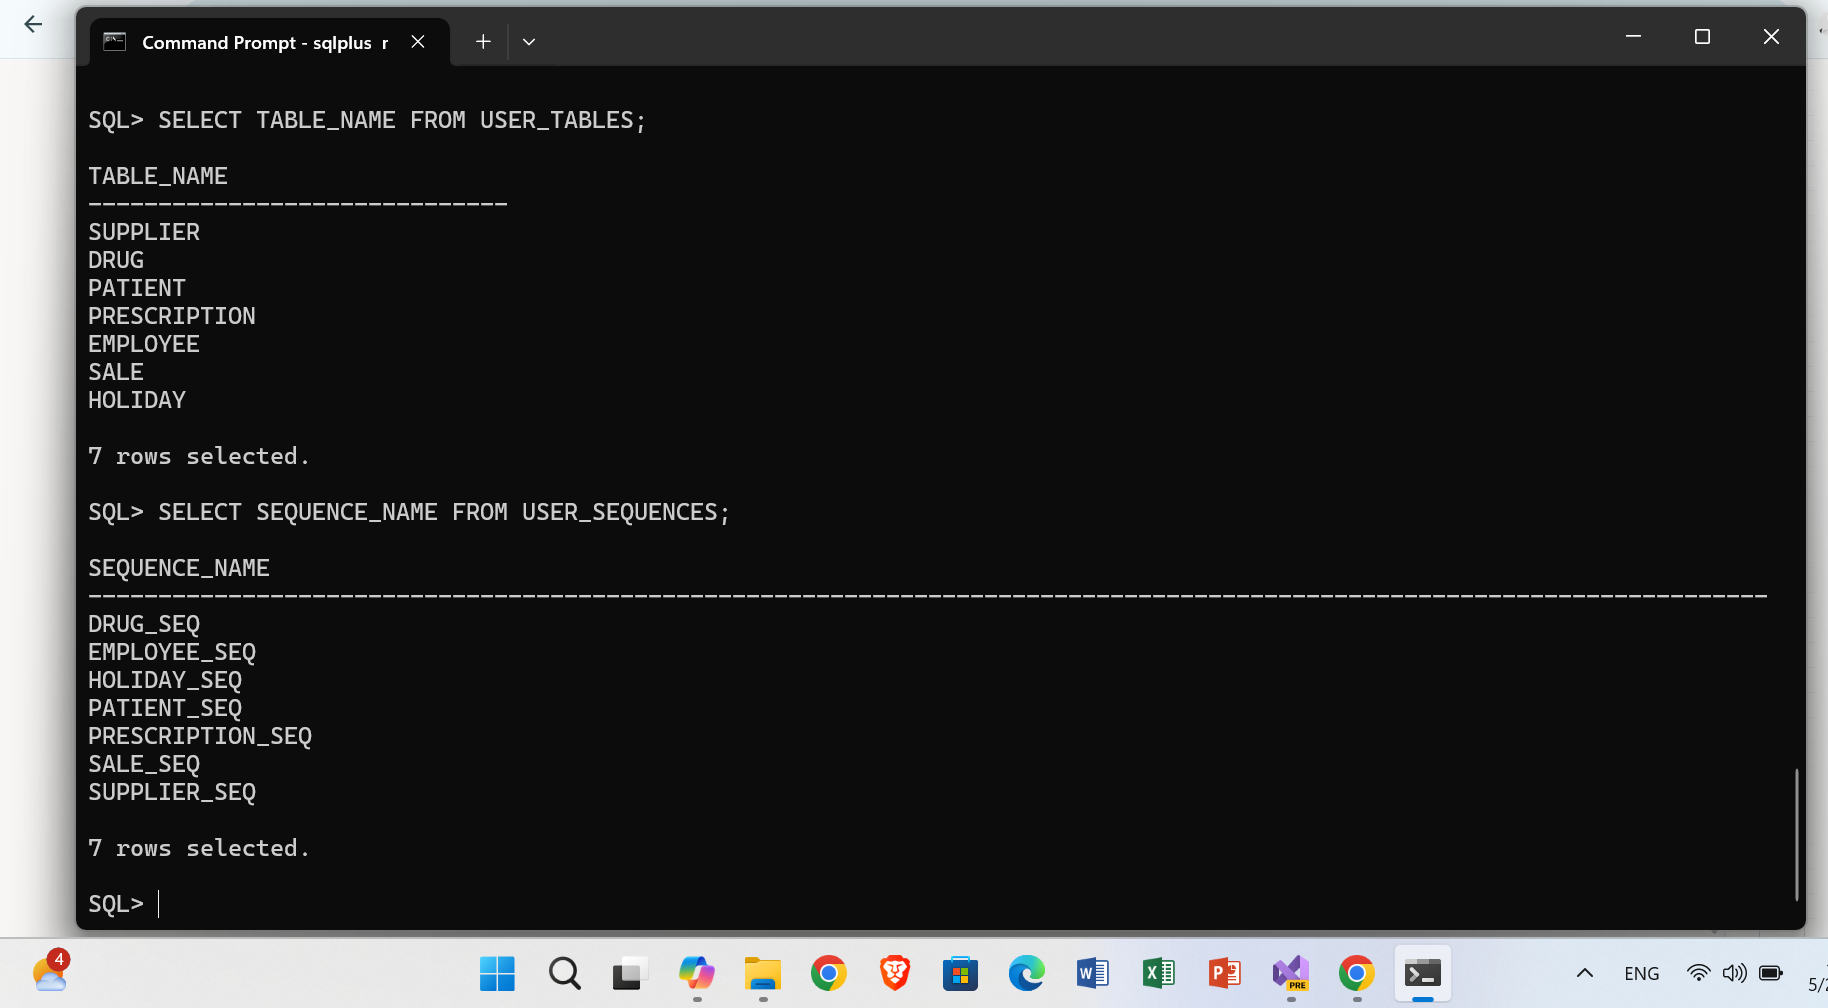 Command Prompt - sqlplus r
SQL> SELECT TABLE_NAME FROM USER_TABLES;
TABLE_NAME
------------------------------
SUPPLIER
DRUG
PATIENT
PRESCRIPTION
EMPLOYEE
SALE
HOLIDAY
7 rows selected.
SQL> SELECT SEQUENCE_NAME FROM USER_SEQUENCES;
SEQUENCE_NAME
------------------------------------------------------------------------------------------------------------------------
DRUG_SEQ
EMPLOYEE_SEQ
HOLIDAY_SEQ
PATIENT_SEQ
PRESCRIPTION_SEQ
SALE_SEQ
SUPPLIER_SEQ
7 rows selected.
SQL>
4
W
X
P
PRE
ENG